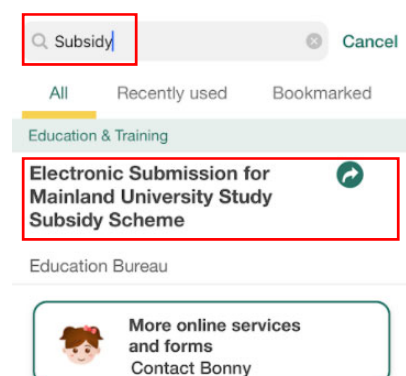 Subsidy Cancel
All Recently used Bookmarked
Education & Training
Electronic Submission for
Mainland University Study
Subsidy Scheme
Education Bureau
More online services
and forms
Contact Bonny